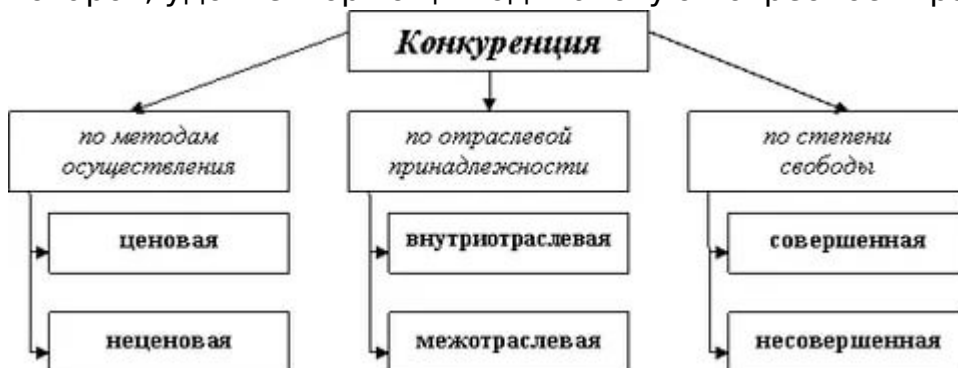 Конкуренция
по методам
осуществления
по отраслевой
принадлежности
по степени
свободы
ценовая
внутриотраслевая
совершенная
неценовая
межотраслевая
несовершенная